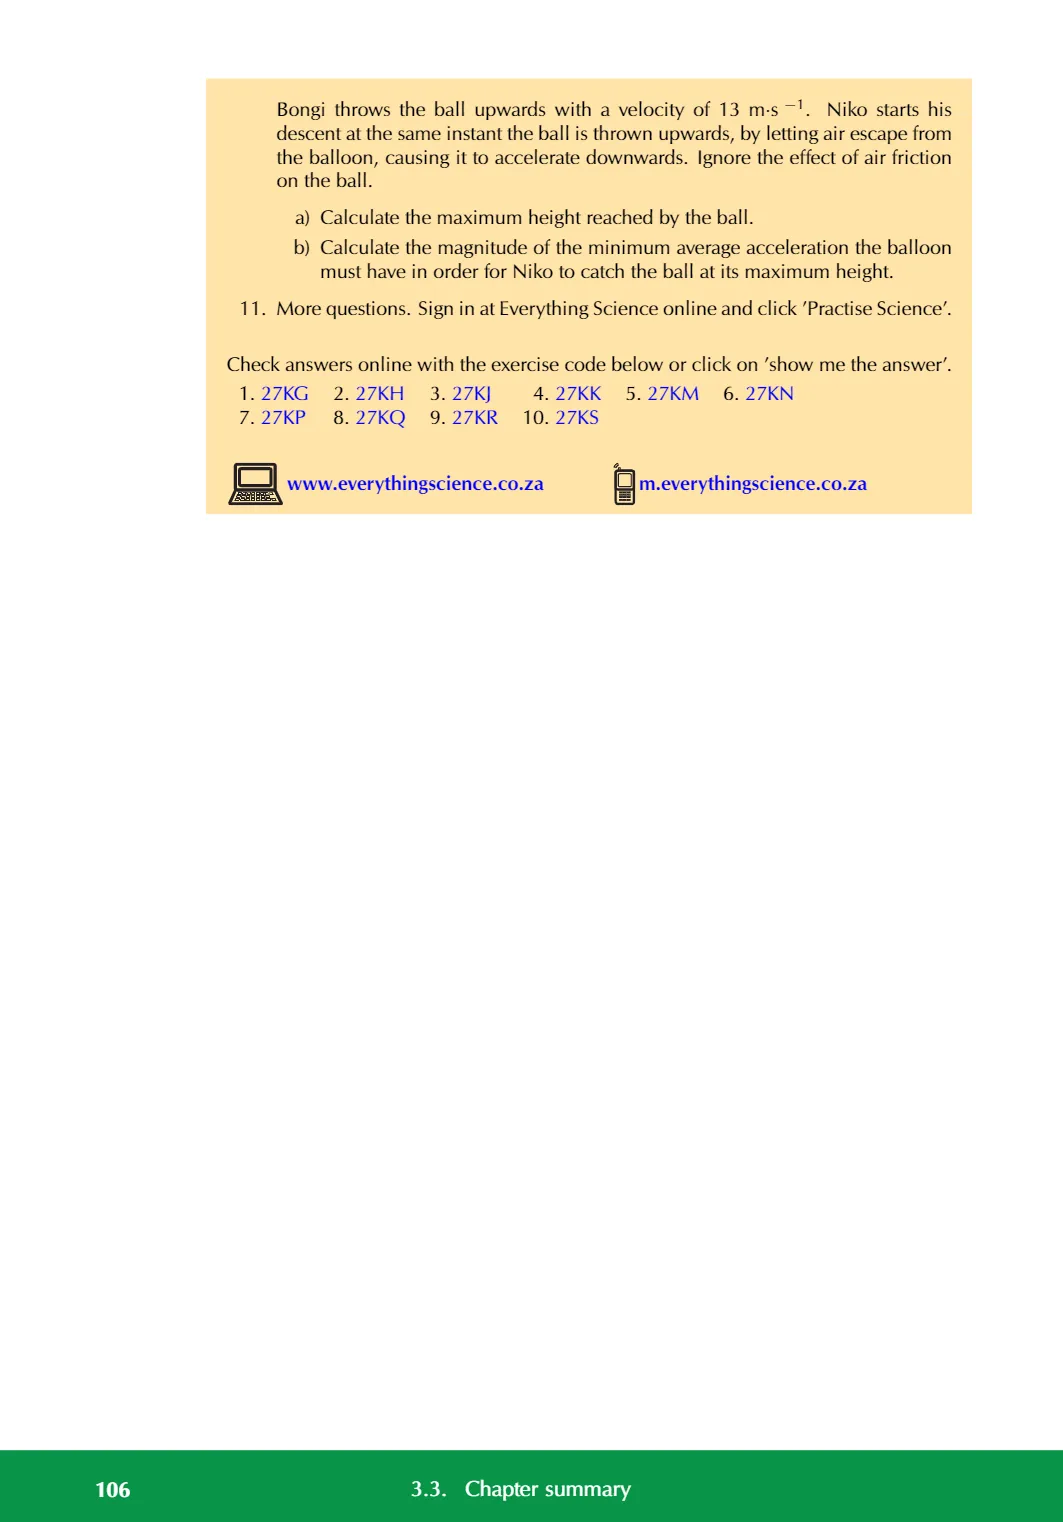 Bongi throws the ball upwards with a velocity of 13 m·s −1. Niko starts his
descent at the same instant the ball is thrown upwards, by letting air escape from
the balloon, causing it to accelerate downwards. Ignore the effect of air friction
on the ball.
a) Calculate the maximum height reached by the ball.
b) Calculate the magnitude of the minimum average acceleration the balloon
must have in order for Niko to catch the ball at its maximum height.
11. More questions. Sign in at Everything Science online and click ’Practise Science’.
Check answers online with the exercise code below or click on ’show me the answer’.
1. 27KG 2. 27KH 3. 27KJ 4. 27KK 5. 27KM 6. 27KN
7. 27KP 8. 27KQ 9. 27KR 10. 27KS
www.everythingscience.co.za m.everythingscience.co.za
106 3.3. Chapter summary